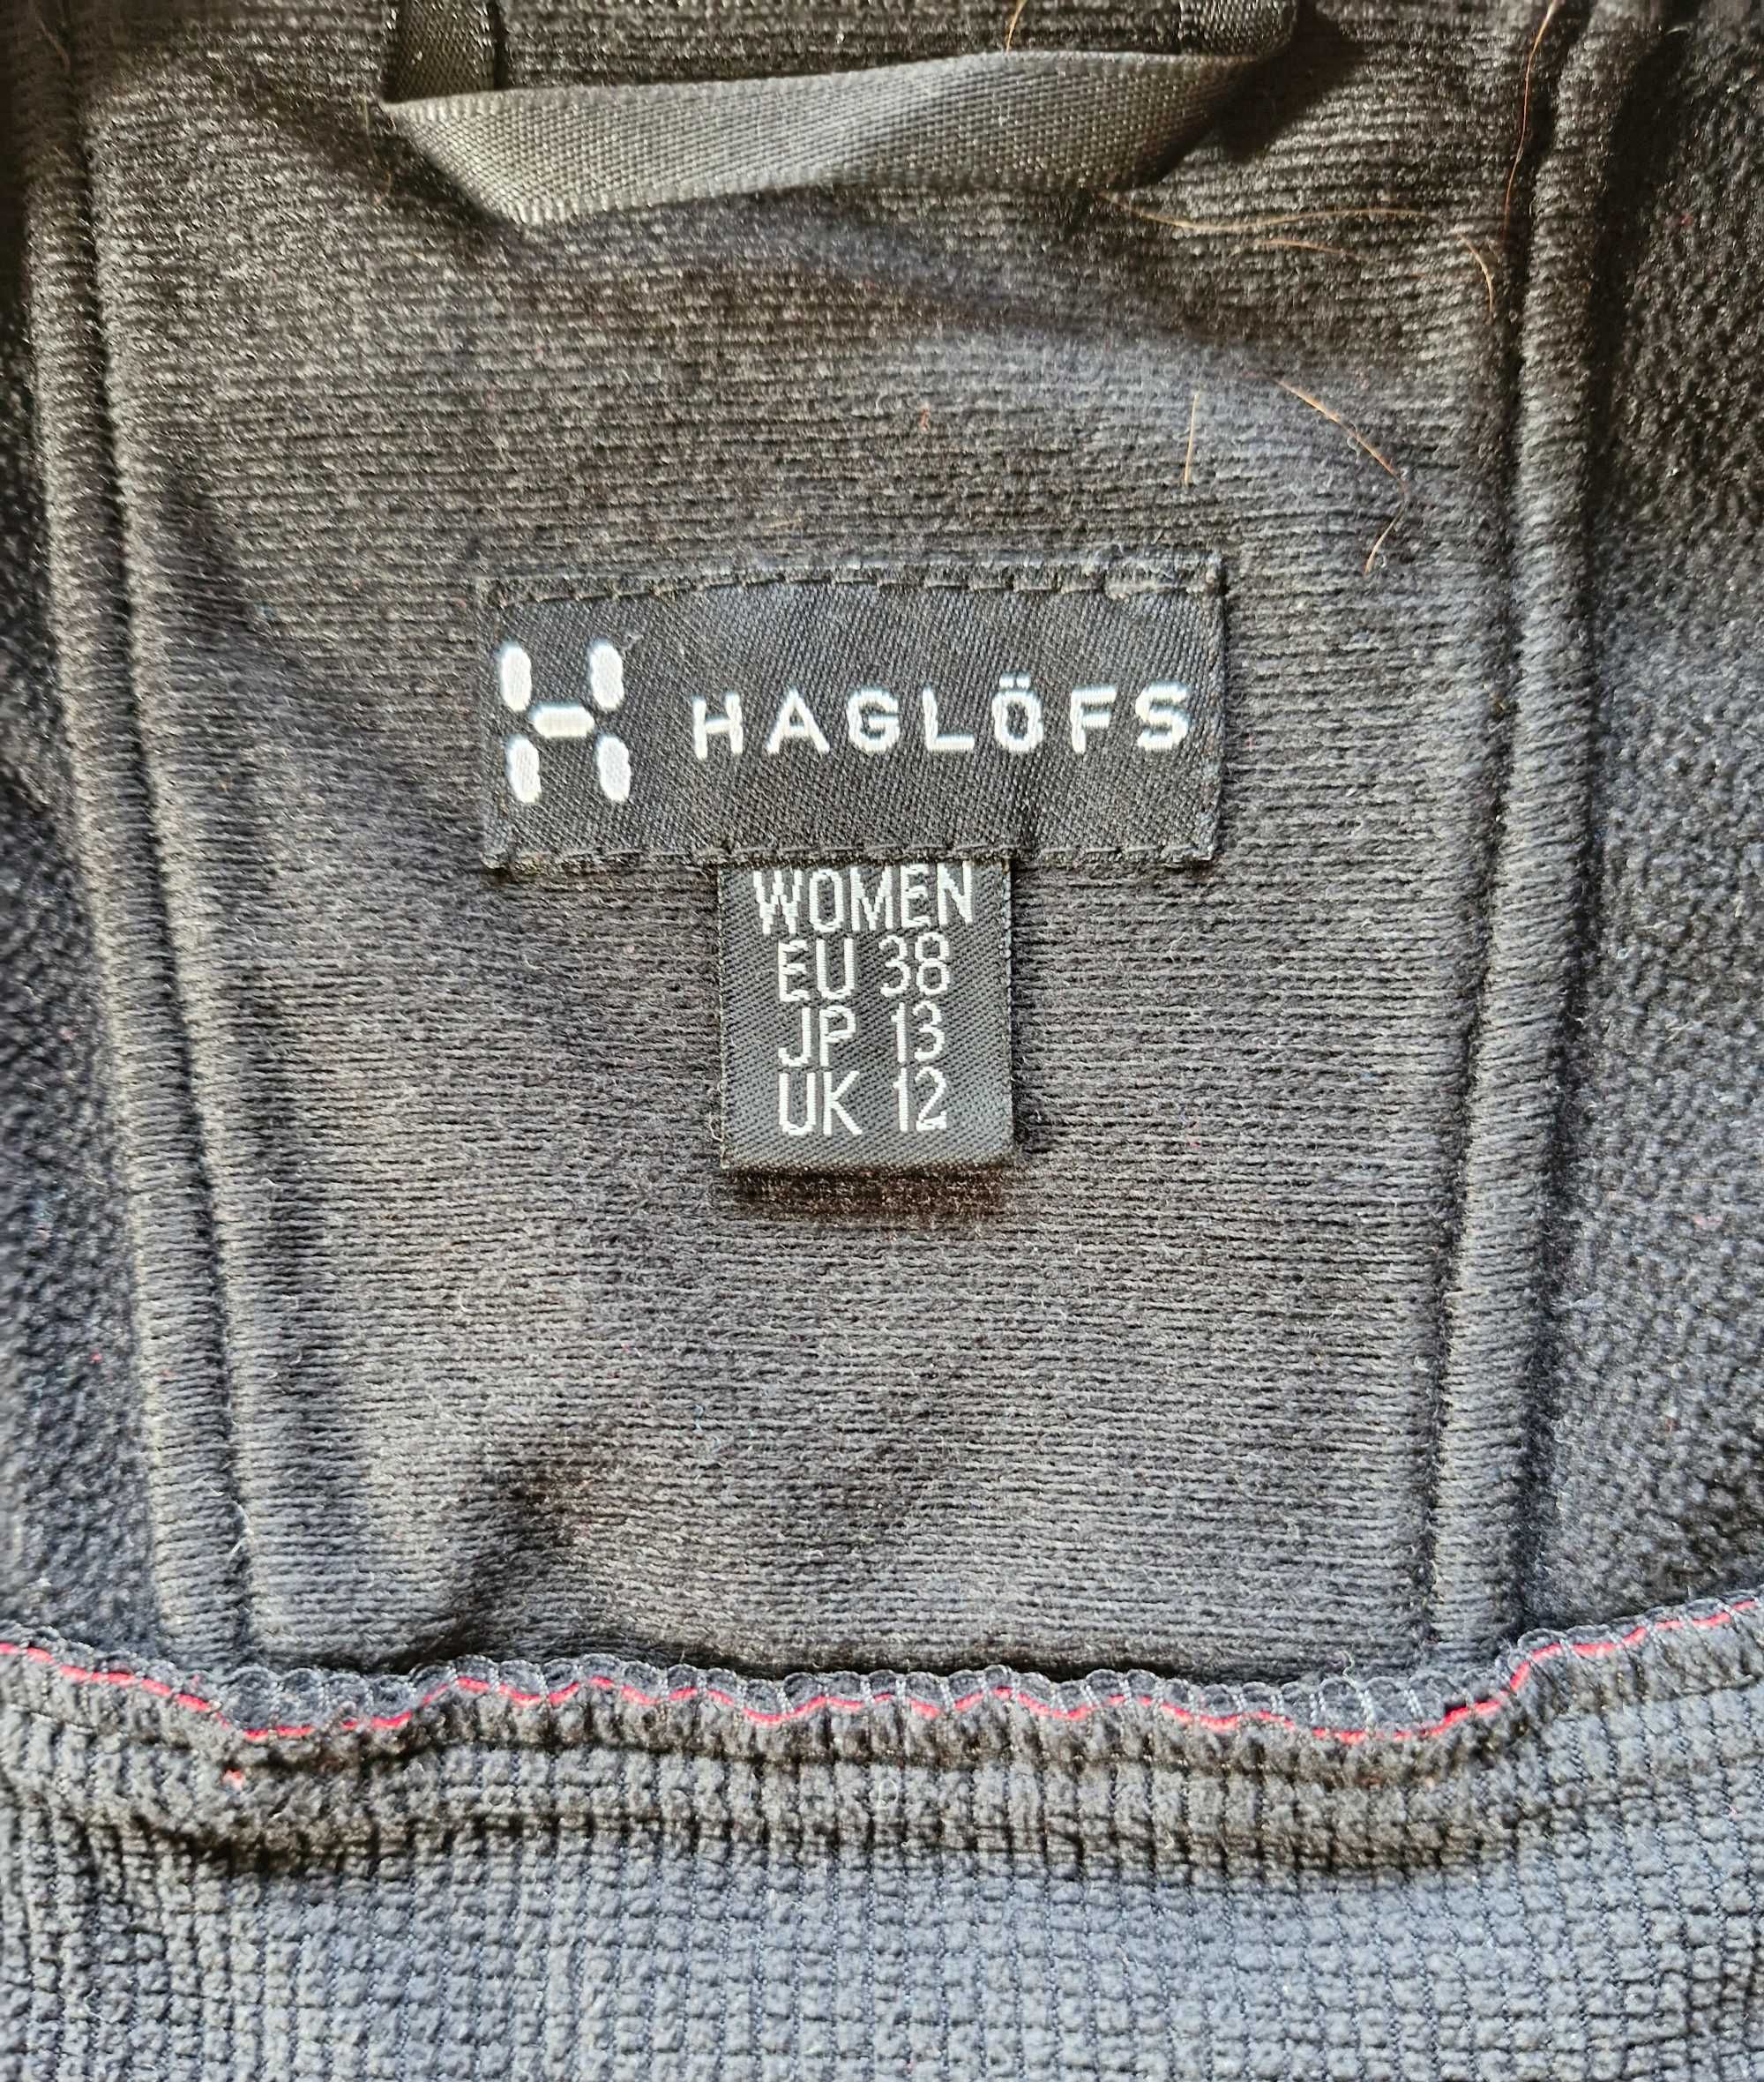 HAGLÖFS
WOMEN
EU 38
JP 13
UK 12